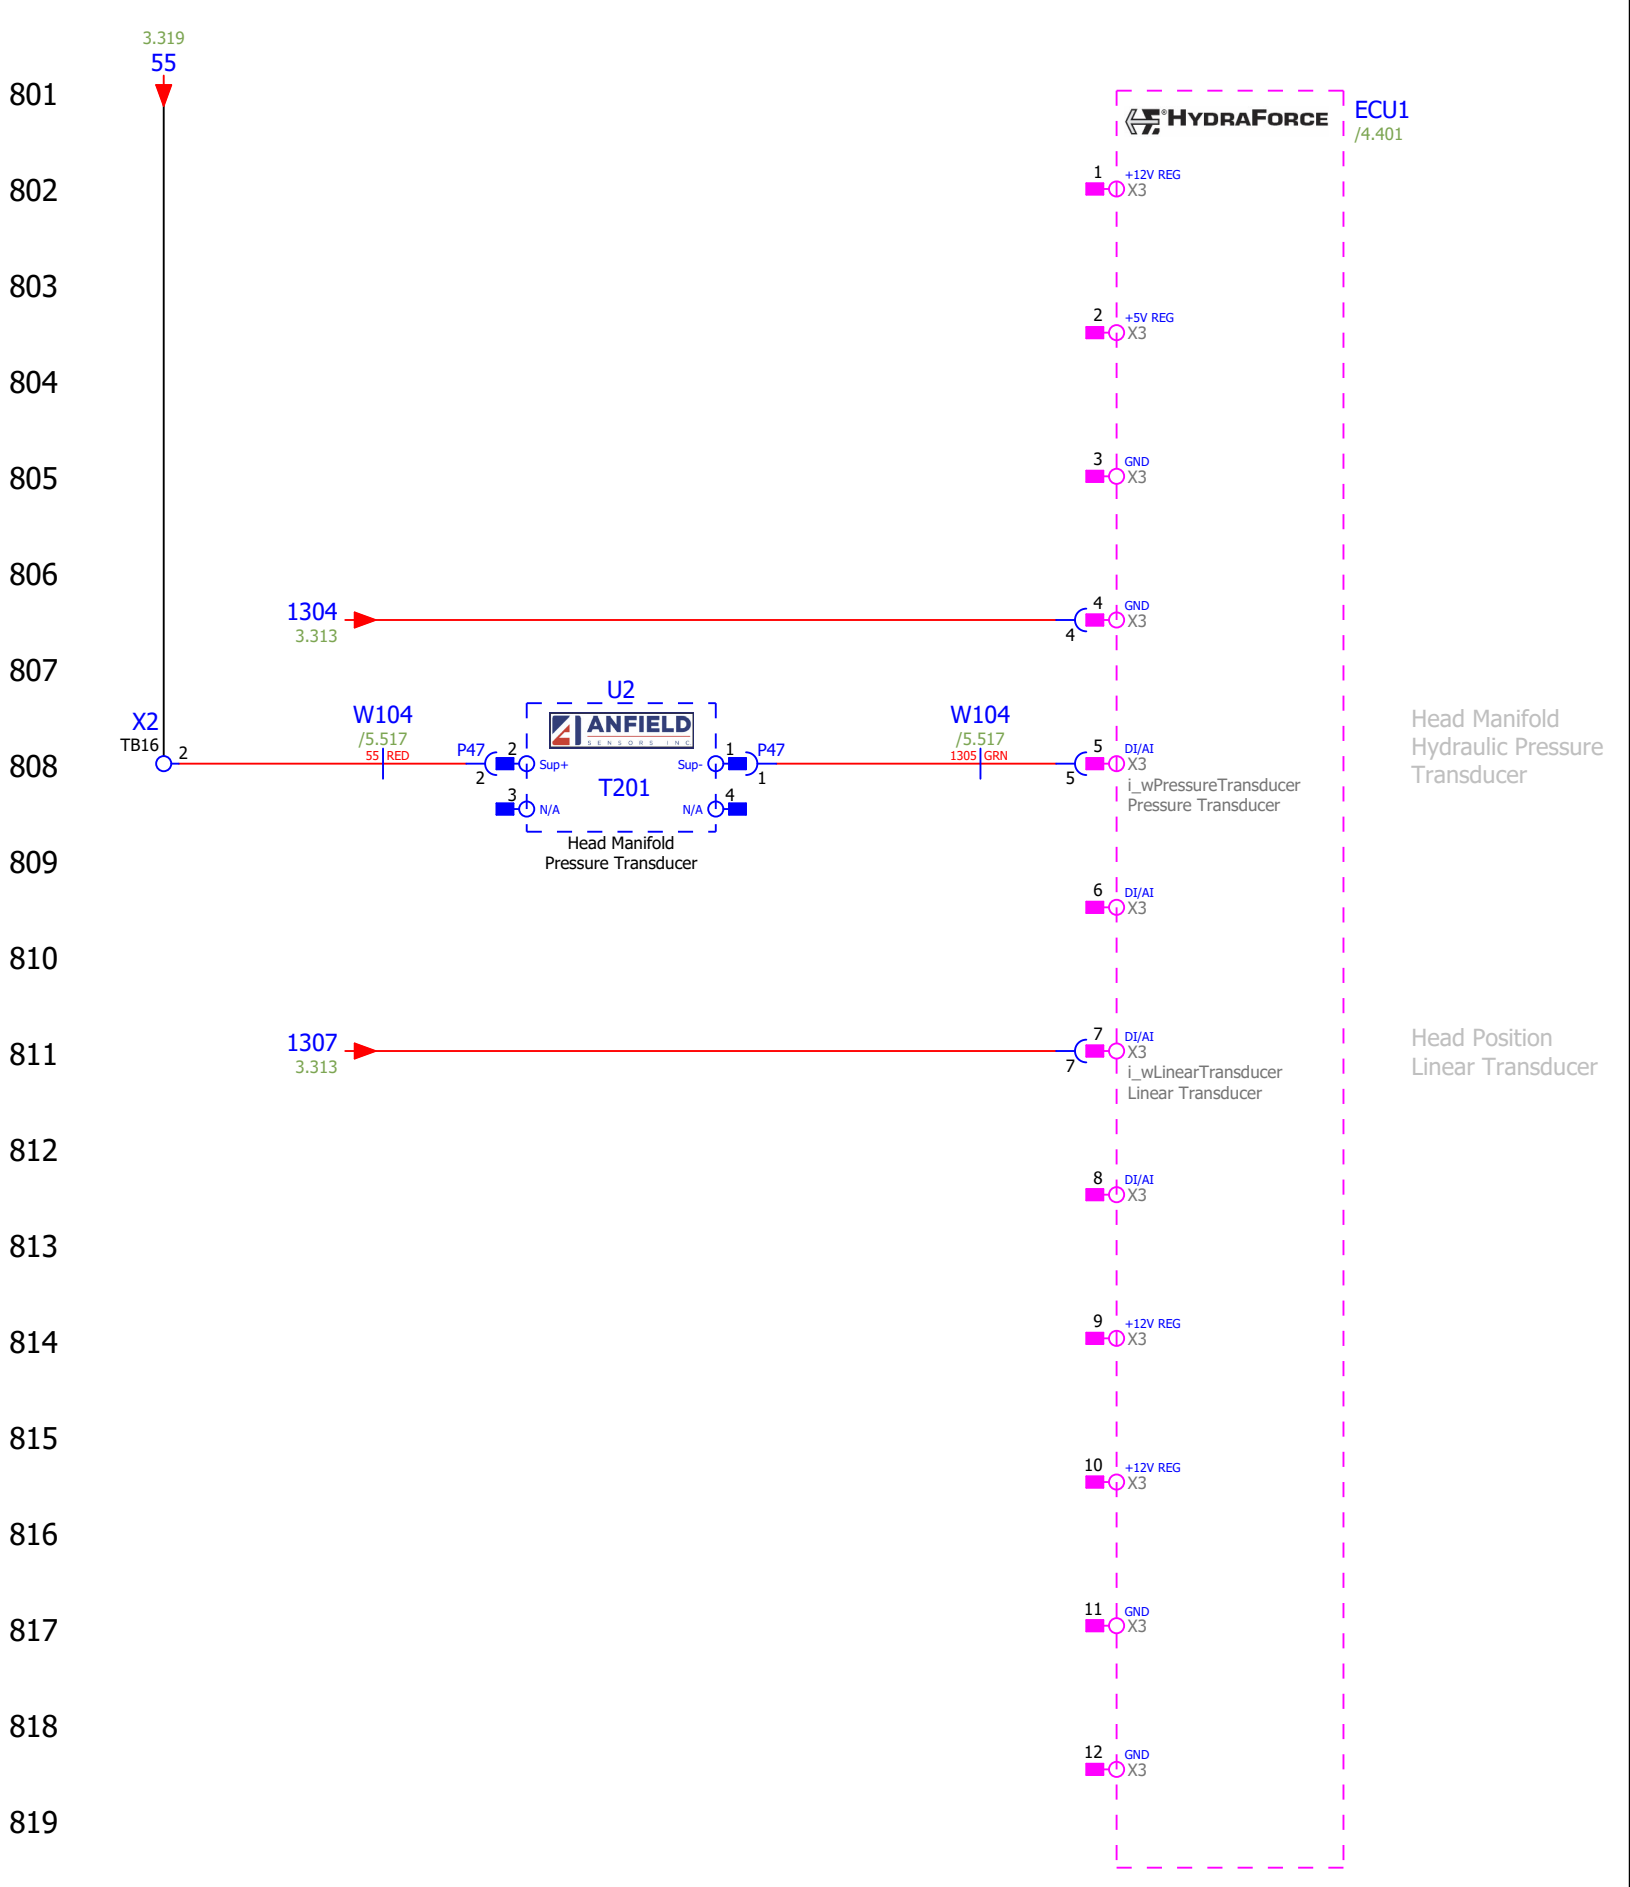 3.319
55
801
HYDRAFORCE
ECU1
/4.401
1
+12V REG
802
X3
803
2
+5V REG
X3
804
3
GND
805
X3
806
1304
3.313
4
4
GND
X3
807
X2
TB16
2
808
W104
/5.517
55 RED
P47
2
2
U2
ANFIELD
SENSORS INC
Sup+
Sup-
T201
3
N/A
N/A
4
Head Manifold
Pressure Transducer
1
P47
1
W104
/5.517
1305 GRN
5
5
DI/AI
X3
i_wPressureTransducer
Pressure Transducer
Head Manifold
Hydraulic Pressure
Transducer
809
6
DI/AI
X3
810
811
1307
3.313
7
7
DI/AI
X3
i_wLinearTransducer
Linear Transducer
Head Position
Linear Transducer
812
8
DI/AI
X3
813
814
9
+12V REG
X3
815
10
+12V REG
X3
816
817
11
GND
X3
818
12
GND
X3
819